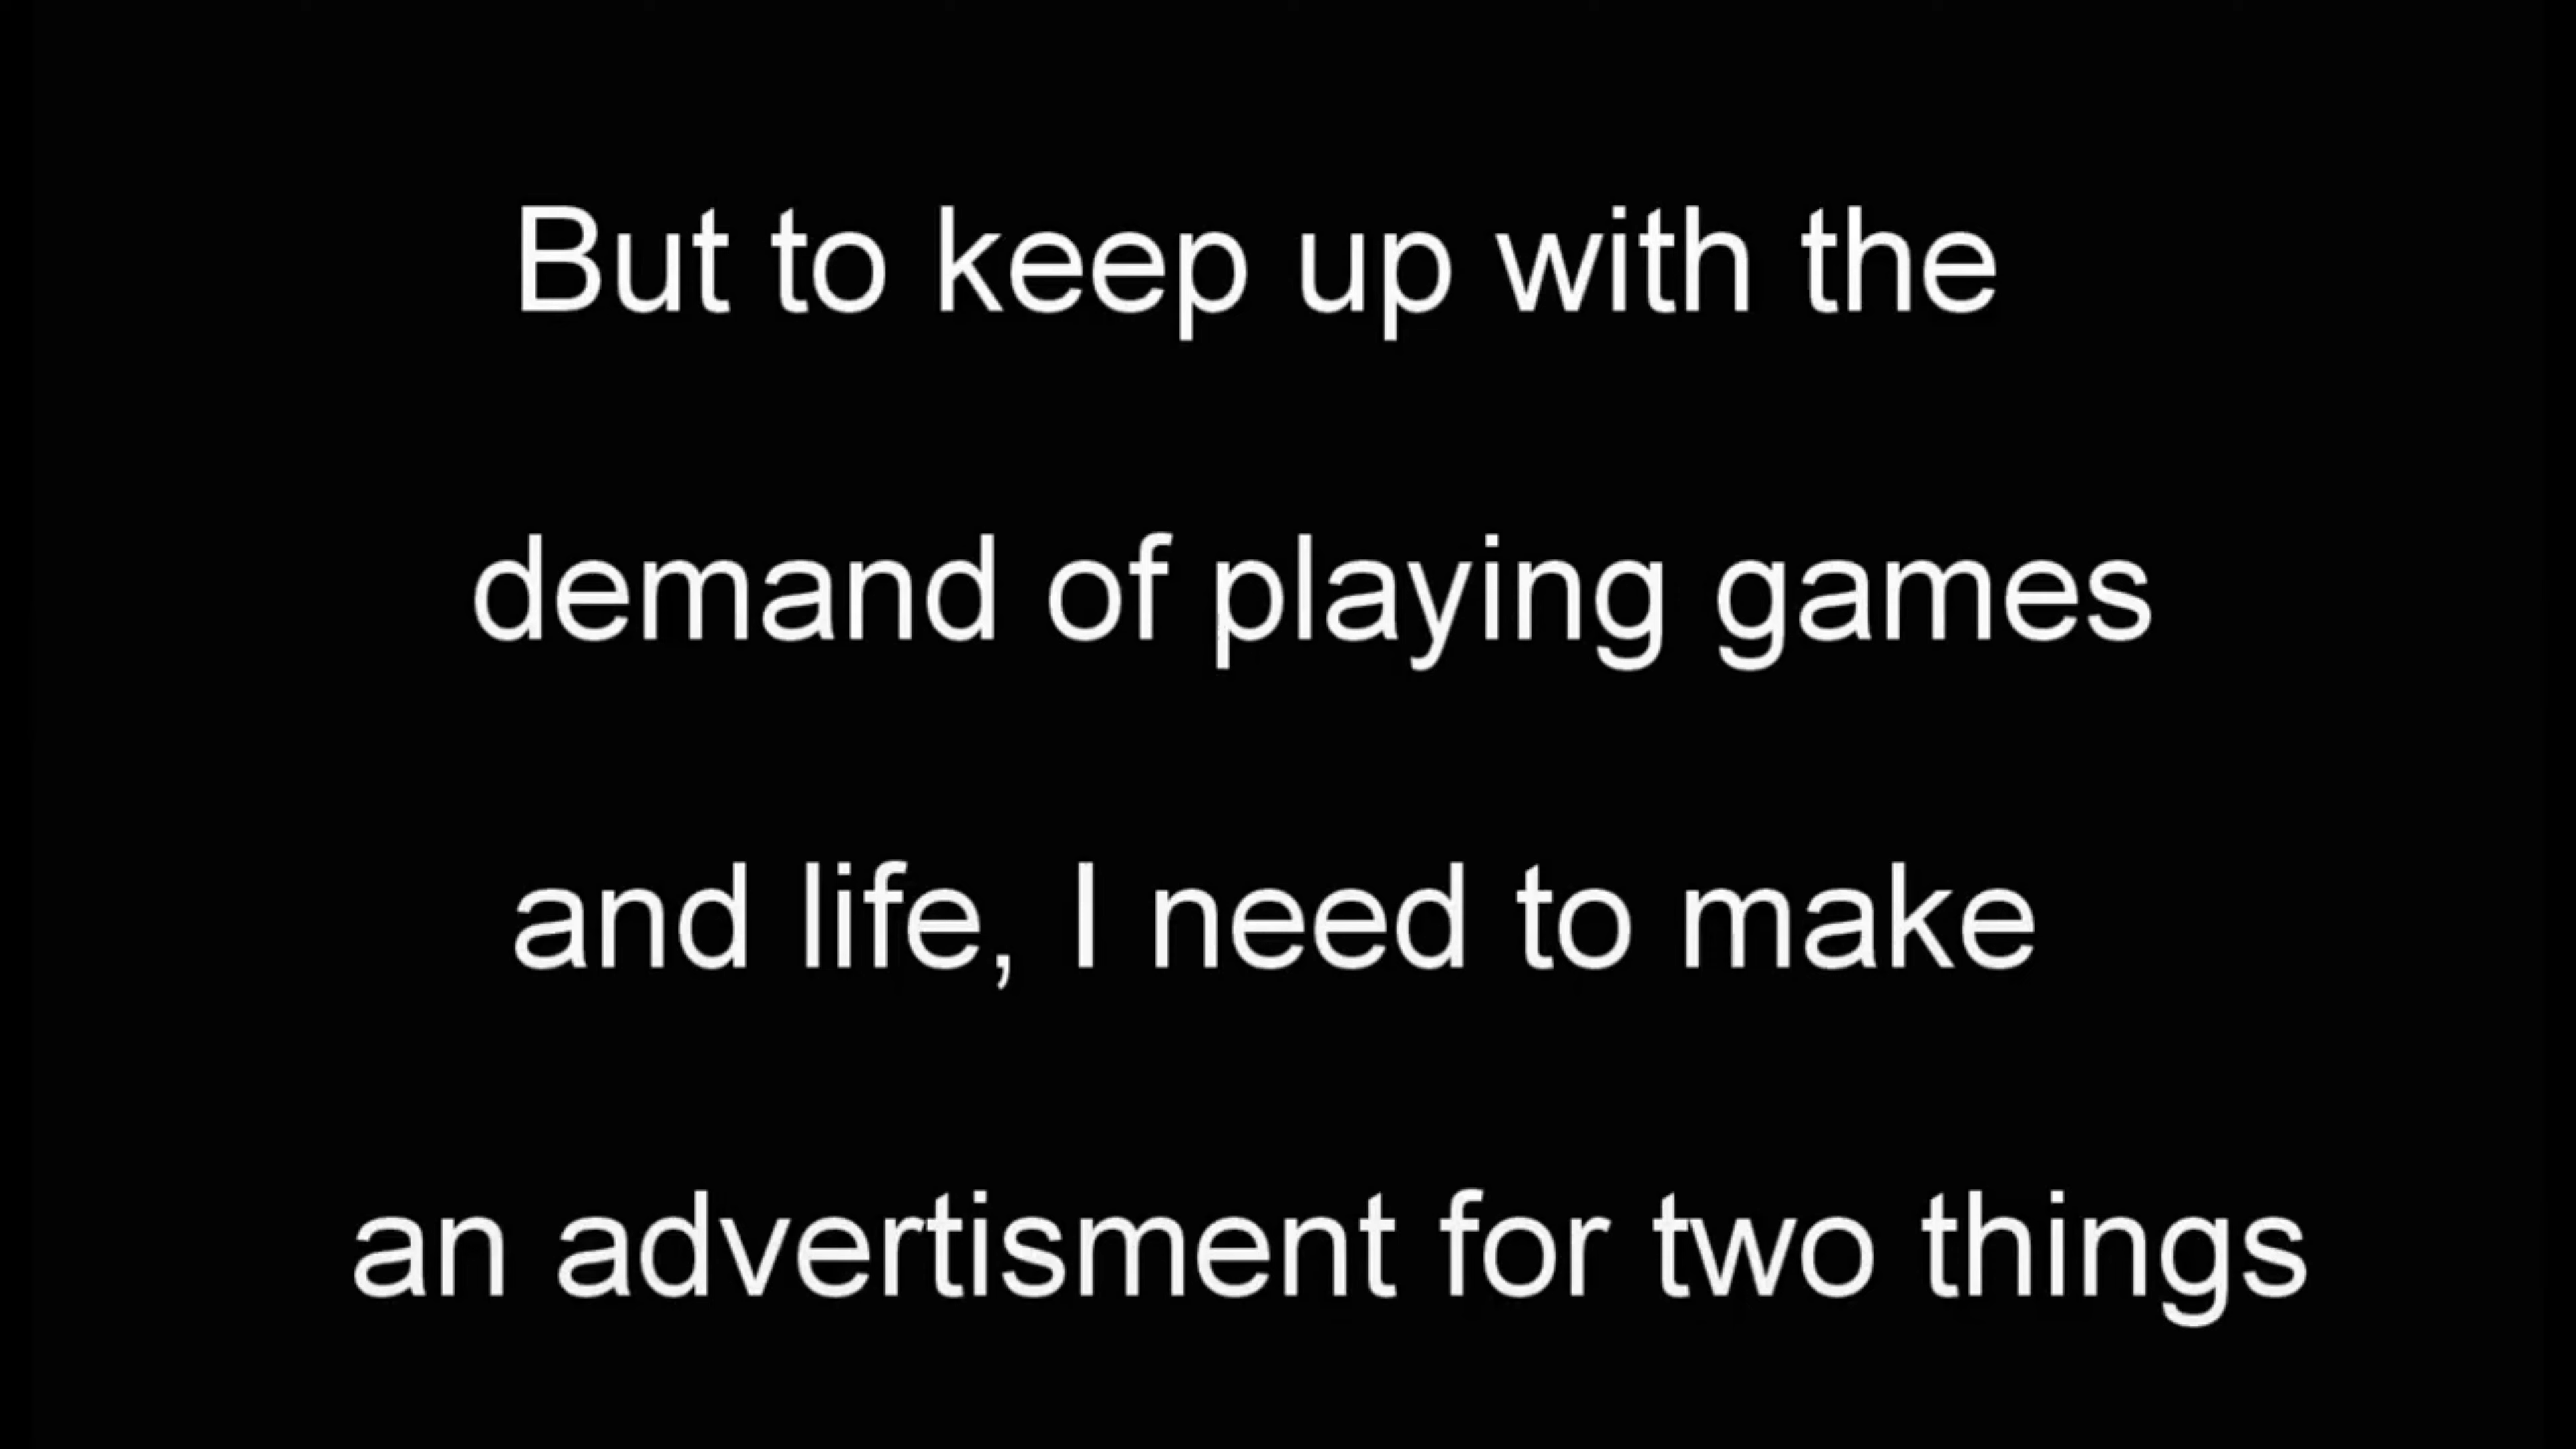 But to keep up with the
demand of playing games
and life, I need to make
an advertisment for two things